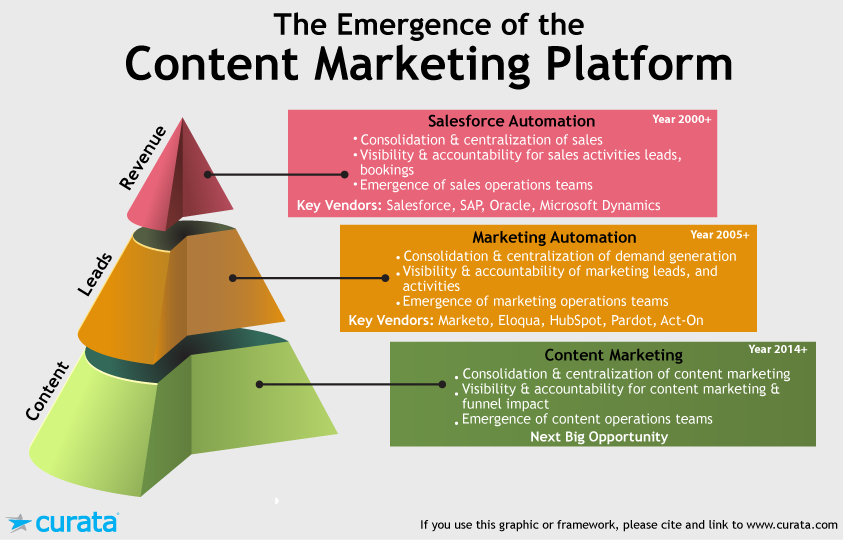 The Emergence of the
Content Marketing Platform
Revenue
Salesforce Automation
Year 2000+
• Consolidation & centralization of sales
• Visibility & accountability for sales activities leads,
bookings
• Emergence of sales operations teams
Key Vendors: Salesforce, SAP, Oracle, Microsoft Dynamics
Leads
Marketing Automation
Year 2005+
• Consolidation & centralization of demand generation
• Visibility & accountability of marketing leads, and
activities
• Emergence of marketing operations teams
Key Vendors: Marketo, Eloqua, HubSpot, Pardot, Act-On
Content
Content Marketing
Year 2014+
• Consolidation & centralization of content marketing
• Visibility & accountability for content marketing &
funnel impact
• Emergence of content operations teams
Next Big Opportunity
curata
If you use this graphic or framework, please cite and link to www.curata.com